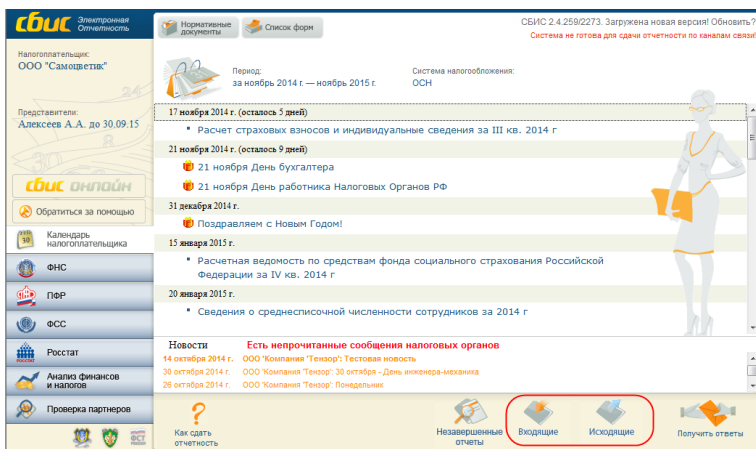 сбис Электронная Отчетность
Нормативные документы
Список форм
СБИС 2.4.259/2273. Загружена новая версия! Обновить?
Система не готова для сдачи отчетности по каналам связи!
Налогоплательщик:
ООО "Самоцветик"
Период:
за ноябрь 2014 г. — ноябрь 2015 г.
Система налогообложения:
ОСН
24
Представители:
Алексеев А.А. до 30.09.15
17 ноября 2014 г. (осталось 5 дней)
Расчет страховых взносов и индивидуальные сведения за III кв. 2014 г
21 ноября 2014 г. (осталось 9 дней)
21 ноября День бухгалтера
21 ноября День работника Налоговых Органов РФ
31 декабря 2014 г.
Поздравляем с Новым Годом!
15 января 2015 г.
Расчетная ведомость по средствам фонда социального страхования Российской
Федерации за IV кв. 2014 г
20 января 2015 г.
Сведения о среднесписочной численности сотрудников за 2014 г
сбис онлайн
Обратиться за помощью
30
Календарь
налогоплательщика
ФНС
ПФР
ФСС
РОССТАТ
Росстат
Анализ финансов
и налогов
Проверка партнеров
ФСТ
Новости
Есть непрочитанные сообщения налоговых органов
14 октября 2014 г. ООО 'Компания 'Тензор': Тестовая новость
30 октября 2014 г. ООО 'Компания 'Тензор': 30 октября - День инженера-механика
26 октября 2014 г. ООО 'Компания 'Тензор': Понедельник
Как сдать
отчетность
Незавершенные
отчеты
Входящие
Исходящие
Получить ответы